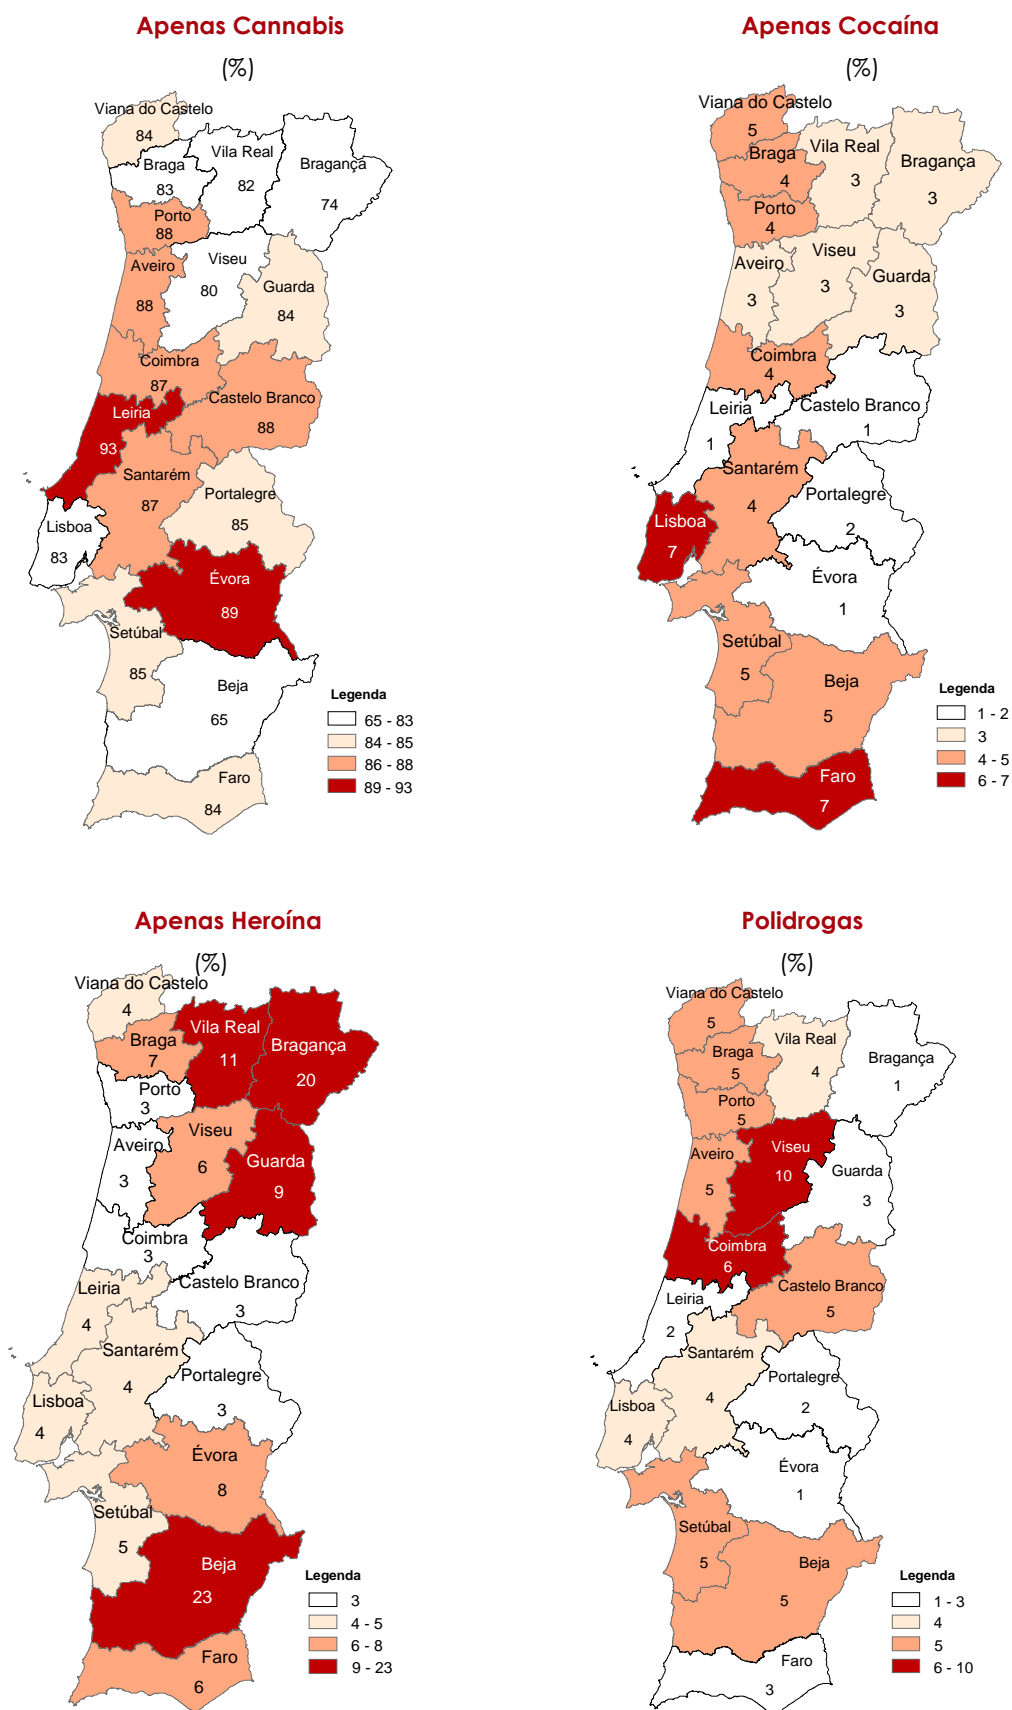 Apenas Cannabis
(%)
Viana do Castelo
84
Braga
83
Vila Real
82
Bragança
74
Porto
88
Aveiro
88
Viseu
80
Guarda
84
Coimbra
87
Castelo Branco
88
Leiria
93
Santarém
87
Portalegre
85
Lisboa
83
Évora
89
Setúbal
85
Beja
65
Faro
84
Legenda
65 - 83
84 - 85
86 - 88
89 - 93
Apenas Cocaína
(%)
Viana do Castelo
5
Braga
4
Vila Real
3
Bragança
3
Porto
4
Aveiro
3
Viseu
3
Guarda
3
Coimbra
4
Castelo Branco
1
Leiria
1
Santarém
4
Portalegre
2
Lisboa
7
Évora
1
Setúbal
5
Beja
5
Faro
7
Legenda
1 - 2
3
4 - 5
6 - 7
Apenas Heroína
(%)
Viana do Castelo
4
Braga
7
Vila Real
11
Bragança
20
Porto
3
Aveiro
3
Viseu
6
Guarda
9
Coimbra
3
Castelo Branco
3
Leiria
4
Santarém
4
Portalegre
3
Lisboa
4
Évora
8
Setúbal
5
Beja
23
Faro
6
Legenda
3
4 - 5
6 - 8
9 - 23
Polidrogas
(%)
Viana do Castelo
5
Braga
5
Vila Real
4
Bragança
1
Porto
5
Aveiro
5
Viseu
10
Guarda
3
Coimbra
6
Castelo Branco
5
Leiria
2
Santarém
4
Portalegre
2
Lisboa
4
Évora
1
Setúbal
5
Beja
5
Faro
3
Legenda
1 - 3
4
5
6 - 10